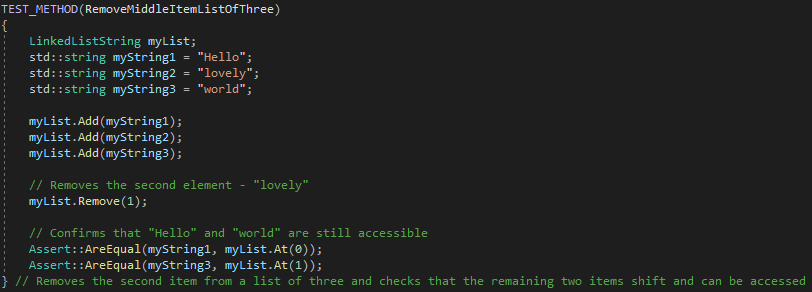 TEST_METHOD(RemoveMiddleItemListOfThree)
{
    LinkedListString myList;
    std::string myString1 = "Hello";
    std::string myString2 = "lovely";
    std::string myString3 = "world";

    myList.Add(myString1);
    myList.Add(myString2);
    myList.Add(myString3);

    // Removes the second element - "lovely"
    myList.Remove(1);

    // Confirms that "Hello" and "world" are still accessible
    Assert::AreEqual(myString1, myList.At(0));
    Assert::AreEqual(myString3, myList.At(1));
} // Removes the second item from a list of three and checks that the remaining two items shift and can be accessed